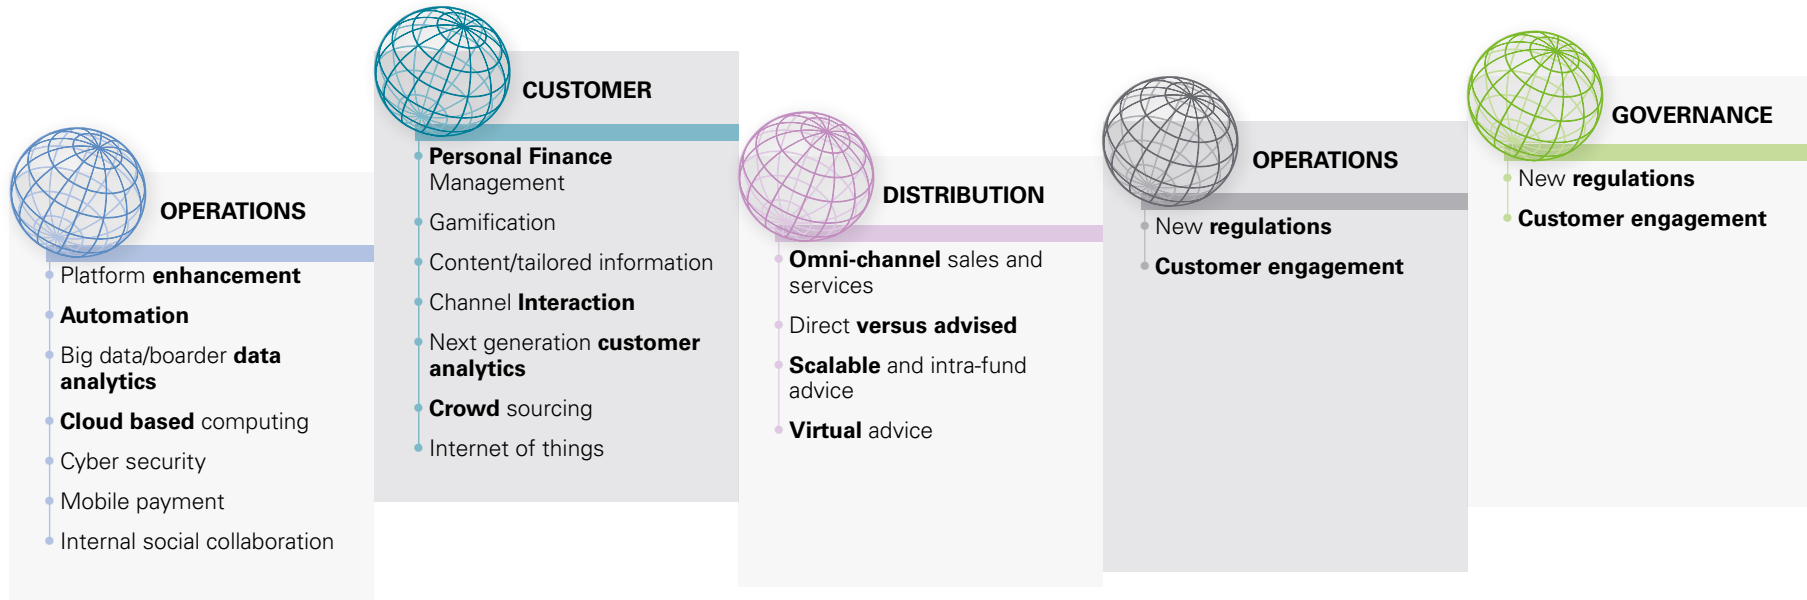 OPERATIONS
Platform enhancement
Automation
Big data/boarder data
analytics
Cloud based computing
Cyber security
Mobile payment
Internal social collaboration
CUSTOMER
Personal Finance
Management
Gamification
Content/tailored information
Channel Interaction
Next generation customer
analytics
Crowd sourcing
Internet of things
DISTRIBUTION
Omni-channel sales and
services
Direct versus advised
Scalable and intra-fund
advice
Virtual advice
OPERATIONS
New regulations
Customer engagement
GOVERNANCE
New regulations
Customer engagement